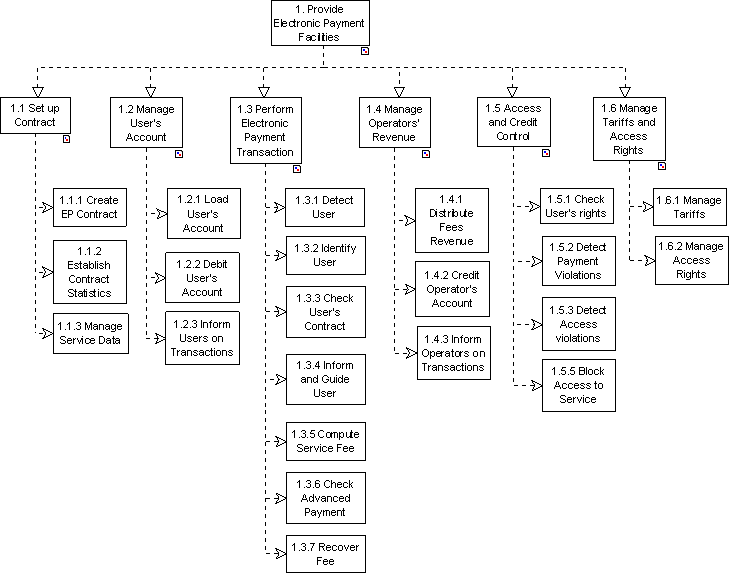 1. Provide
Electronic Payment
Facilities
1.1 Set up
Contract
1.2 Manage
User's
Account
1.3 Perform
Electronic
Payment
Transaction
1.4 Manage
Operators'
Revenue
1.5 Access
and Credit
Control
1.6 Manage
Tariffs and
Access
Rights
1.1.1 Create
EP Contract
1.1.2
Establish
Contract
Statistics
1.1.3 Manage
Service Data
1.2.1 Load
User's
Account
1.2.2 Debit
User's
Account
1.2.3 Inform
Users on
Transactions
1.3.1 Detect
User
1.3.2 Identify
User
1.3.3 Check
User's
Contract
1.3.4 Inform
and Guide
User
1.3.5 Compute
Service Fee
1.3.6 Check
Advanced
Payment
1.3.7 Recover
Fee
1.4.1
Distribute
Fees
Revenue
1.4.2 Credit
Operator's
Account
1.4.3 Inform
Operators on
Transactions
1.5.1 Check
User's rights
1.5.2 Detect
Payment
Violations
1.5.3 Detect
Access
violations
1.5.5 Block
Access to
Service
1.6.1 Manage
Tariffs
1.6.2 Manage
Access
Rights